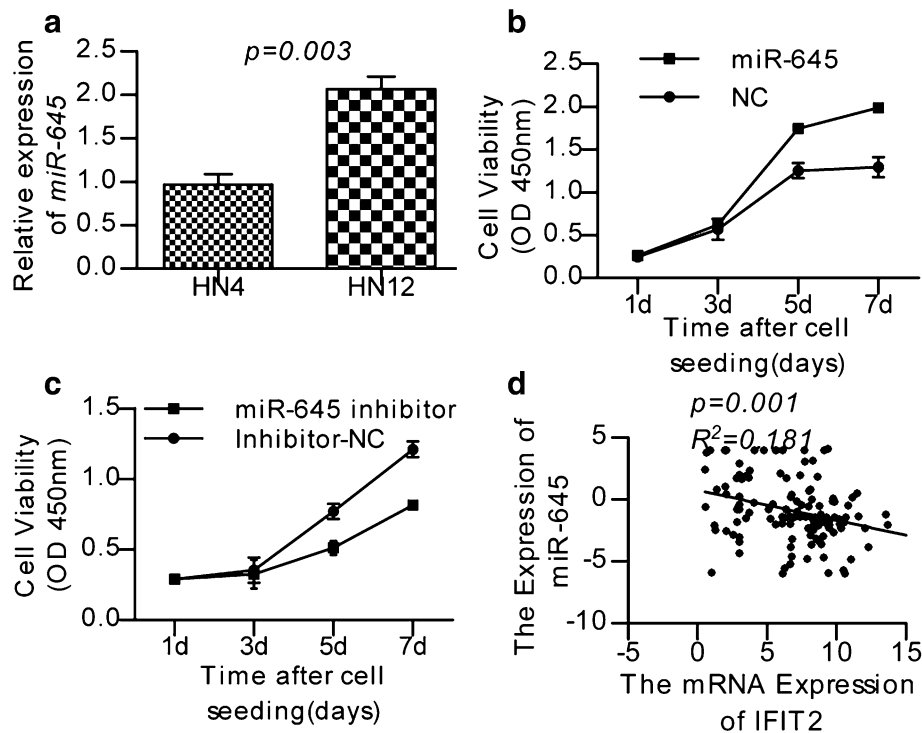 a
p=0.003
Relative expression
of miR-645
2.5
2.0
1.5
1.0
0.5
0.0
HN4
HN12
b
miR-645
NC
Cell Viability
(OD 450nm)
2.5
2.0
1.5
1.0
0.5
0.0
1d
3d
5d
7d
Time after cell
seeding(days)
c
miR-645 inhibitor
Inhibitor-NC
Cell Viability
(OD 450nm)
1.5
1.0
0.5
0.0
1d
3d
5d
7d
Time after cell
seeding(days)
d
p=0.001
R²=0.181
The Expression of
miR-645
5
0
-5
-10
-5
0
5
10
15
The mRNA Expression
of IFIT2